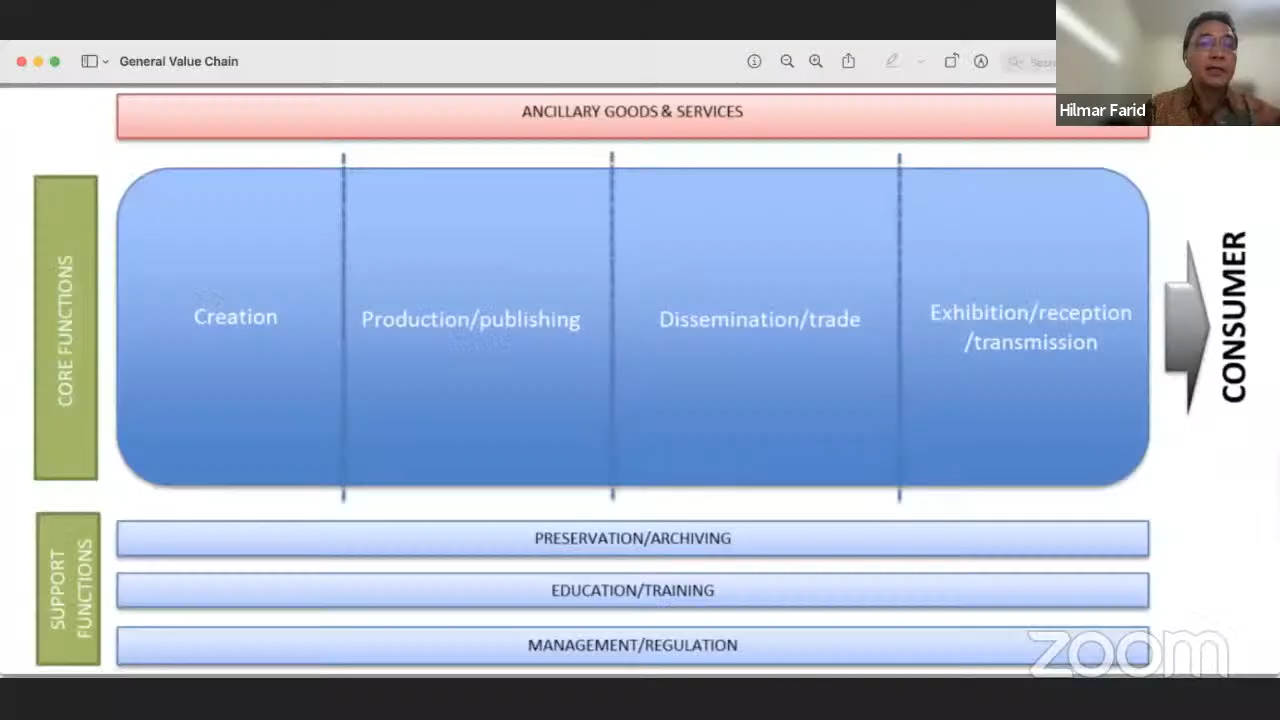 General Value Chain
Sear
Hilmar Farid
ANCILLARY GOODS & SERVICES
CORE FUNCTIONS
Creation
Production/publishing
Dissemination/trade
Exhibition/reception
/transmission
CONSUMER
SUPPORT
FUNCTIONS
PRESERVATION/ARCHIVING
EDUCATION/TRAINING
MANAGEMENT/REGULATION
zoom